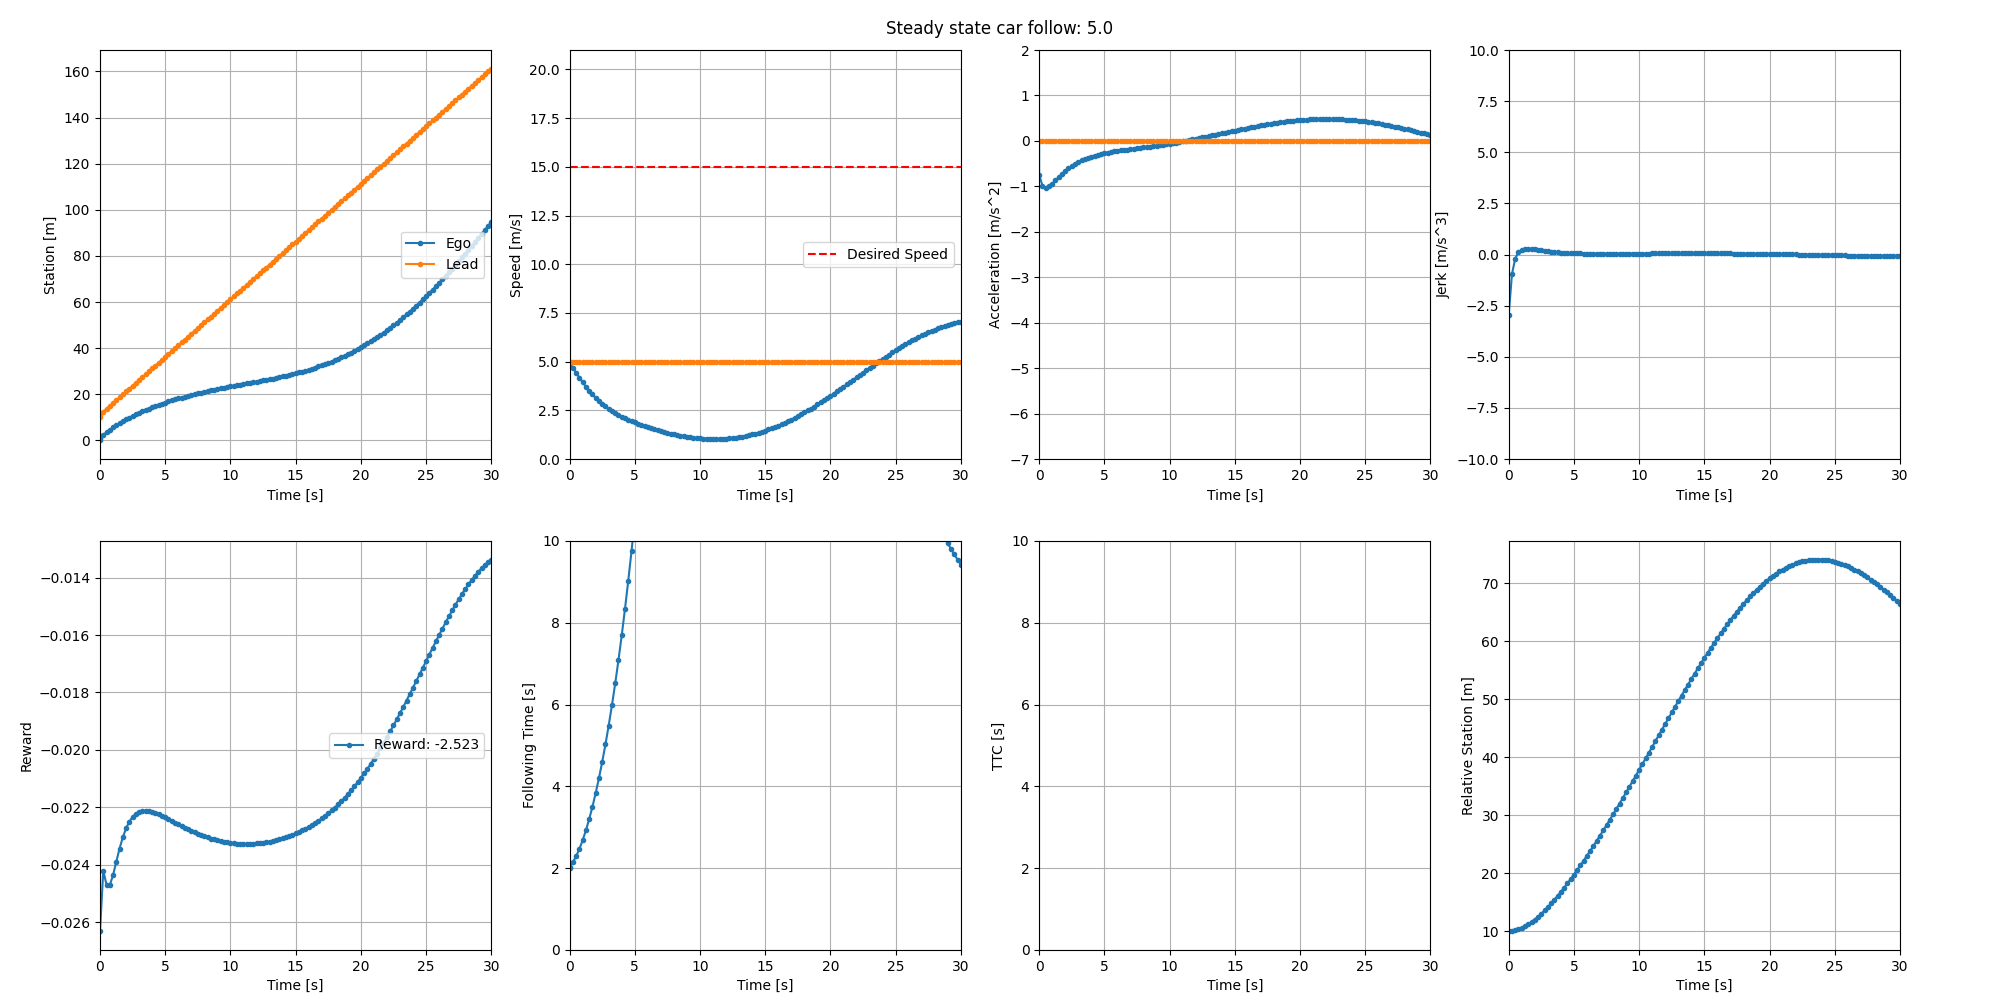 Steady state car follow: 5.0
160
140
120
100
80
60
40
20
0
Station [m]
Ego
Lead
0 5 10 15 20 25 30
Time [s]
20.0
17.5
15.0
12.5
10.0
7.5
5.0
2.5
0.0
Speed [m/s]
Desired Speed
0 5 10 15 20 25 30
Time [s]
2
1
0
−1
−2
−3
−4
−5
−6
−7
Acceleration [m/s^2]
0 5 10 15 20 25 30
Time [s]
10.0
7.5
5.0
2.5
0.0
−2.5
−5.0
−7.5
−10.0
Jerk [m/s^3]
0 5 10 15 20 25 30
Time [s]
−0.014
−0.016
−0.018
−0.020
−0.022
−0.024
−0.026
Reward
Reward: -2.523
0 5 10 15 20 25 30
Time [s]
10
8
6
4
2
0
Following Time [s]
0 5 10 15 20 25 30
Time [s]
10
8
6
4
2
0
TTC [s]
0 5 10 15 20 25 30
Time [s]
70
60
50
40
30
20
10
Relative Station [m]
0 5 10 15 20 25 30
Time [s]